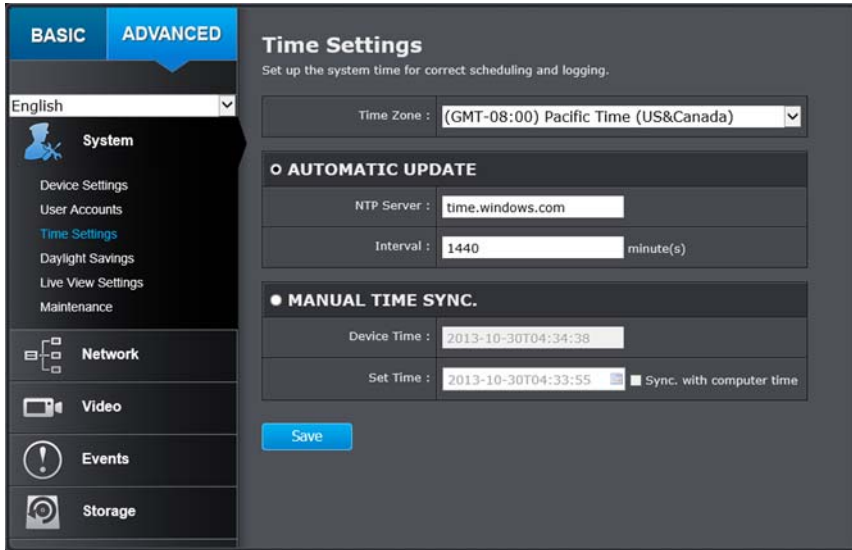 BASIC
ADVANCED
English
System
Device Settings
User Accounts
Time Settings
Daylight Savings
Live View Settings
Maintenance
Network
Video
Events
Storage
Time Settings
Set up the system time for correct scheduling and logging.
Time Zone : (GMT-08:00) Pacific Time (US&Canada)
AUTOMATIC UPDATE
NTP Server : time.windows.com
Interval : 1440 minute(s)
MANUAL TIME SYNC.
Device Time : 2013-10-30T04:34:38
Set Time : 2013-10-30T04:33:55 Sync. with computer time
Save